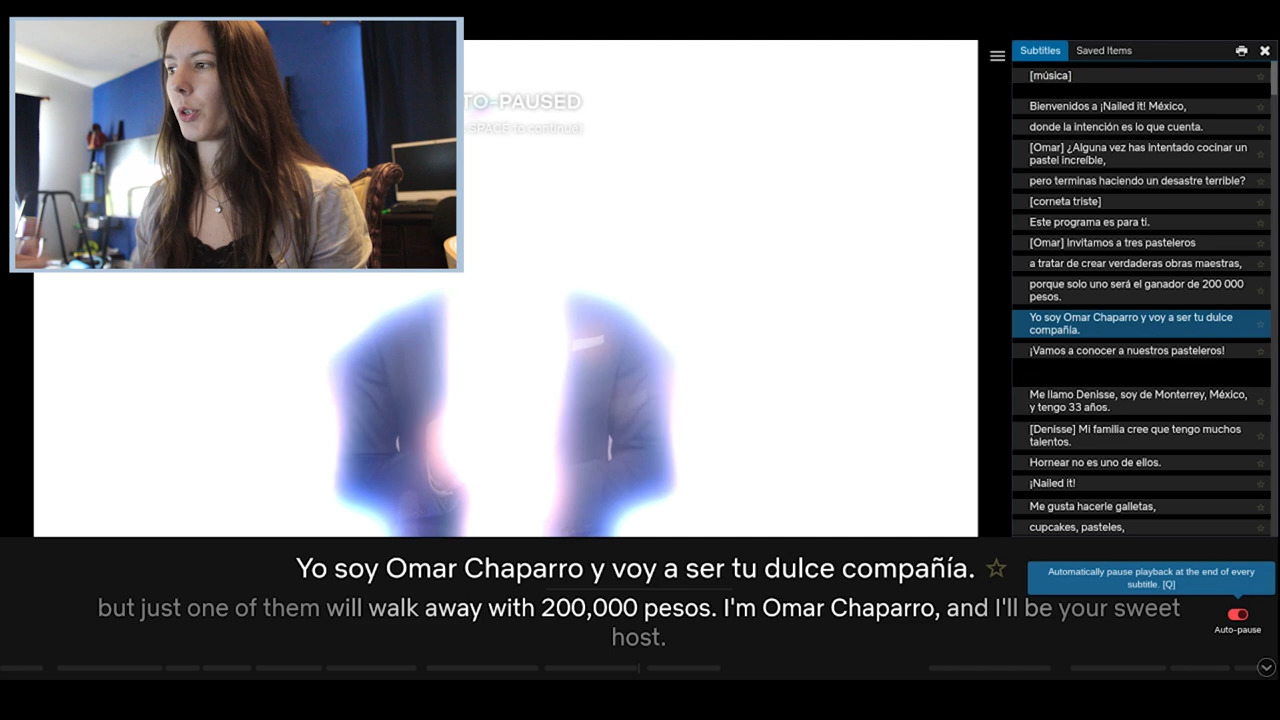 TO-PAUSED
SPACE to continue)
Subtitles
Saved Items
[música]
Bienvenidos a ¡Nailed it! México,
donde la intención es lo que cuenta.
[Omar] ¿Alguna vez has intentado cocinar un
pastel increíble,
pero terminas haciendo un desastre terrible?
[corneta triste]
Este programa es para ti.
[Omar] Invitamos a tres pasteleros
a tratar de crear verdaderas obras maestras,
porque solo uno será el ganador de 200 000
pesos.
Yo soy Omar Chaparro y voy a ser tu dulce
compañía.
¡Vamos a conocer a nuestros pasteleros!
Me llamo Denisse, soy de Monterrey, México,
y tengo 33 años.
[Denisse] Mi familia cree que tengo muchos
talentos.
Hornear no es uno de ellos.
¡Nailed it!
Me gusta hacerle galletas,
cupcakes, pasteles,
Yo soy Omar Chaparro y voy a ser tu dulce compañía.
but just one of them will walk away with 200,000 pesos. I'm Omar Chaparro, and I'll be your sweet
host.
Automatically pause playback at the end of every
subtitle. [Q]
Auto-pause